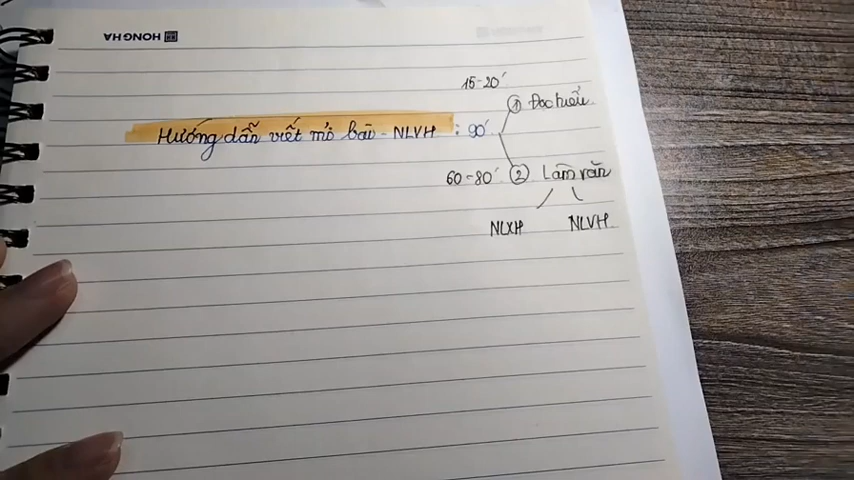 HONG HA
15-20'
① Đọc hiểu
Hướng dẫn viết mở bài - NLVH : 90'
60-80' ② Làm văn
NLXH NLVH